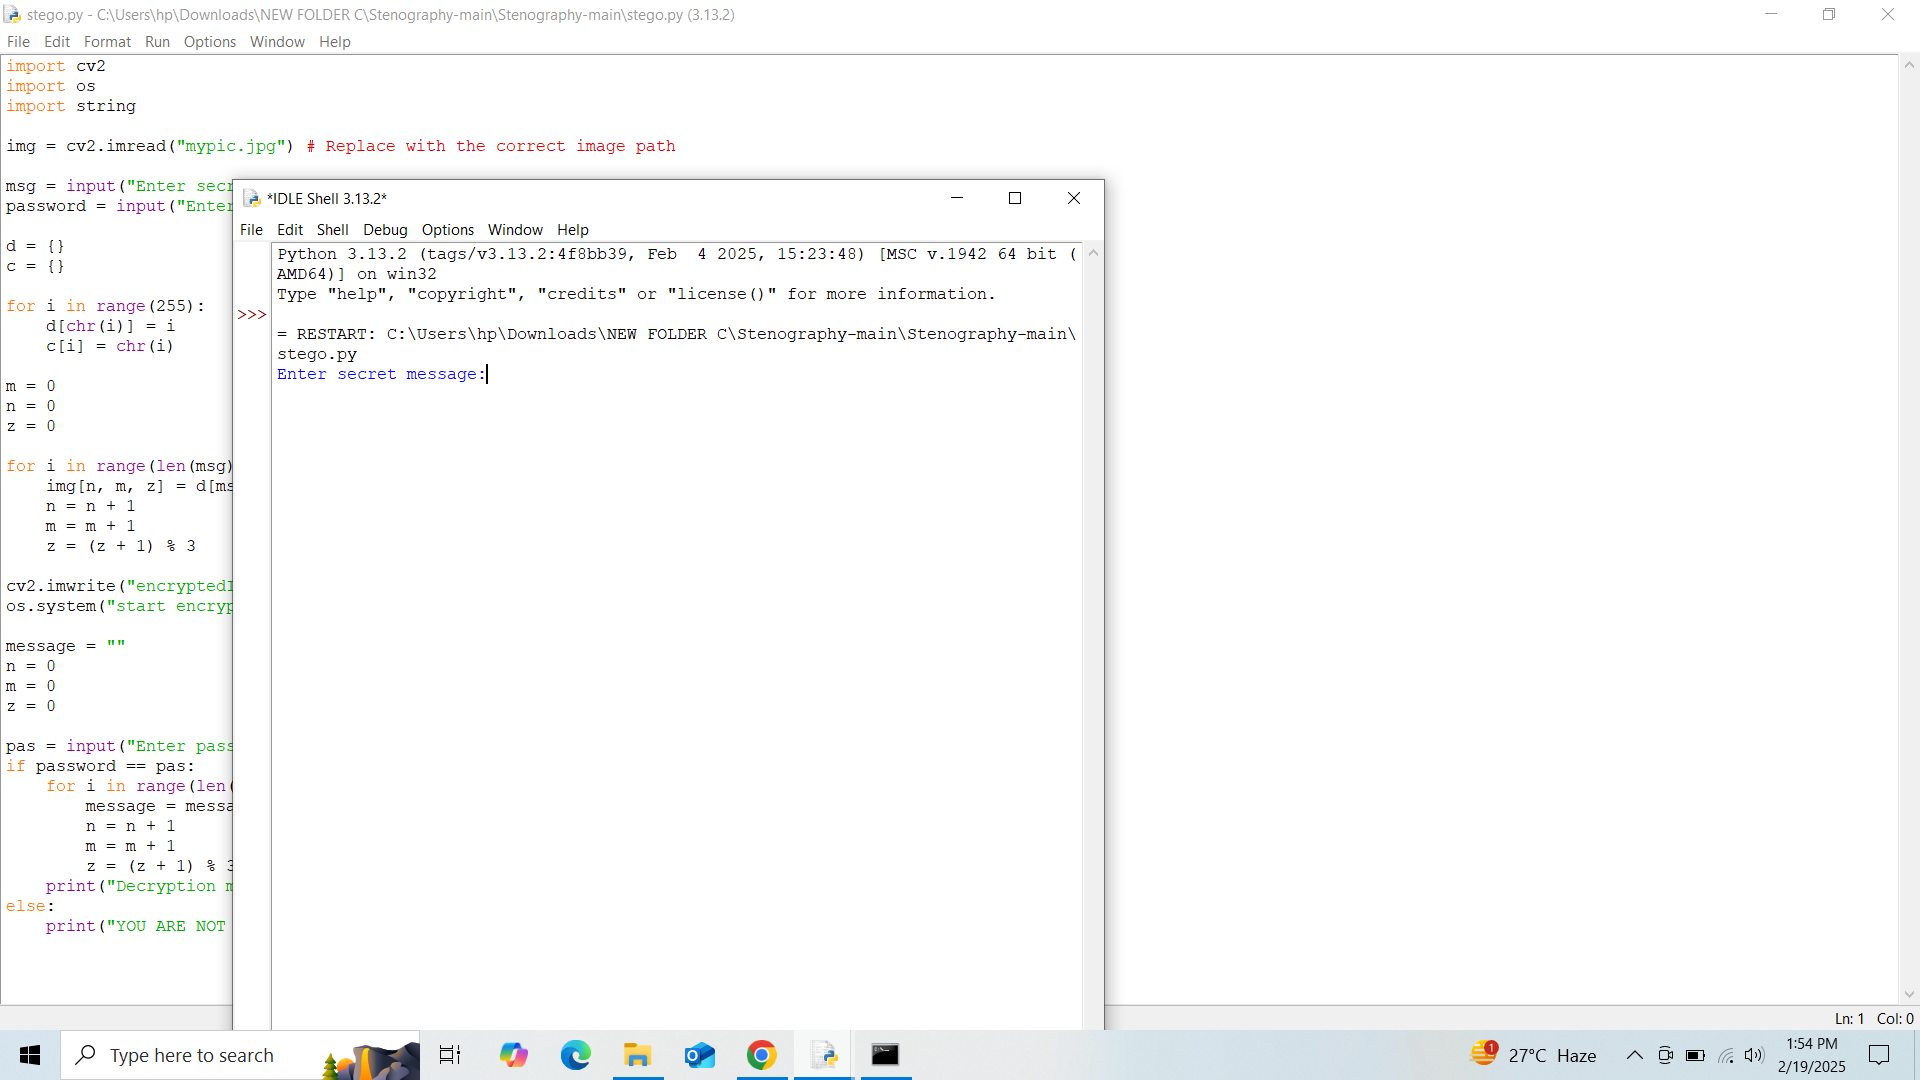 stego.py - C:\Users\hp\Downloads\NEW FOLDER C\Stenography-main\Stenography-main\stego.py (3.13.2)
File Edit Format Run Options Window Help
import cv2
import os
import string
img = cv2.imread("mypic.jpg") # Replace with the correct image path
msg = input("Enter secr
password = input("Enter
d = {}
c = {}
for i in range(255):
    d[chr(i)] = i
    c[i] = chr(i)
m = 0
n = 0
z = 0
for i in range(len(msg)
    img[n, m, z] = d[ms
    n = n + 1
    m = m + 1
    z = (z + 1) % 3
cv2.imwrite("encryptedI
os.system("start encryp
message = ""
n = 0
m = 0
z = 0
pas = input("Enter pass
if password == pas:
    for i in range(len(
        message = messa
        n = n + 1
        m = m + 1
        z = (z + 1) % 3
    print("Decryption m
else:
    print("YOU ARE NOT
*IDLE Shell 3.13.2*
File Edit Shell Debug Options Window Help
Python 3.13.2 (tags/v3.13.2:4f8bb39, Feb  4 2025, 15:23:48) [MSC v.1942 64 bit (
AMD64)] on win32
Type "help", "copyright", "credits" or "license()" for more information.
>>>
= RESTART: C:\Users\hp\Downloads\NEW FOLDER C\Stenography-main\Stenography-main\
stego.py
Enter secret message:
Ln: 1 Col: 0
Type here to search
1
27°C Haze
1:54 PM
2/19/2025